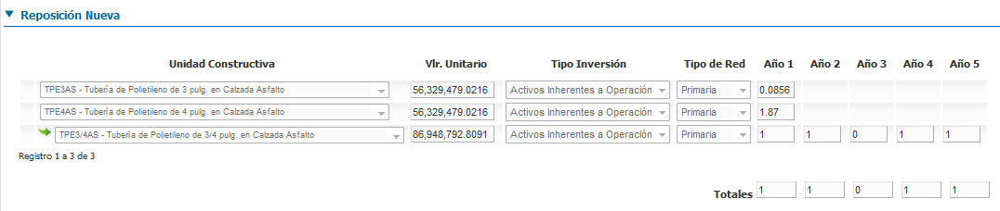 Reposición Nueva
Unidad Constructiva Vlr. Unitario Tipo Inversión Tipo de Red Año 1 Año 2 Año 3 Año 4 Año 5
TPE3AS - Tubería de Polietileno de 3 pulg. en Calzada Asfalto 56,329,479.0216 Activos Inherentes a Operación Primaria 0.0856
TPE4AS - Tubería de Polietileno de 4 pulg. en Calzada Asfalto 56,329,479.0216 Activos Inherentes a Operación Primaria 1.87
TPE3/4AS - Tubería de Polietileno de 3/4 pulg. en Calzada Asfalto 86,948,792.8091 Activos Inherentes a Operación Primaria 1 1 0 1 1
Registro 1 a 3 de 3
Totales 1 1 0 1 1